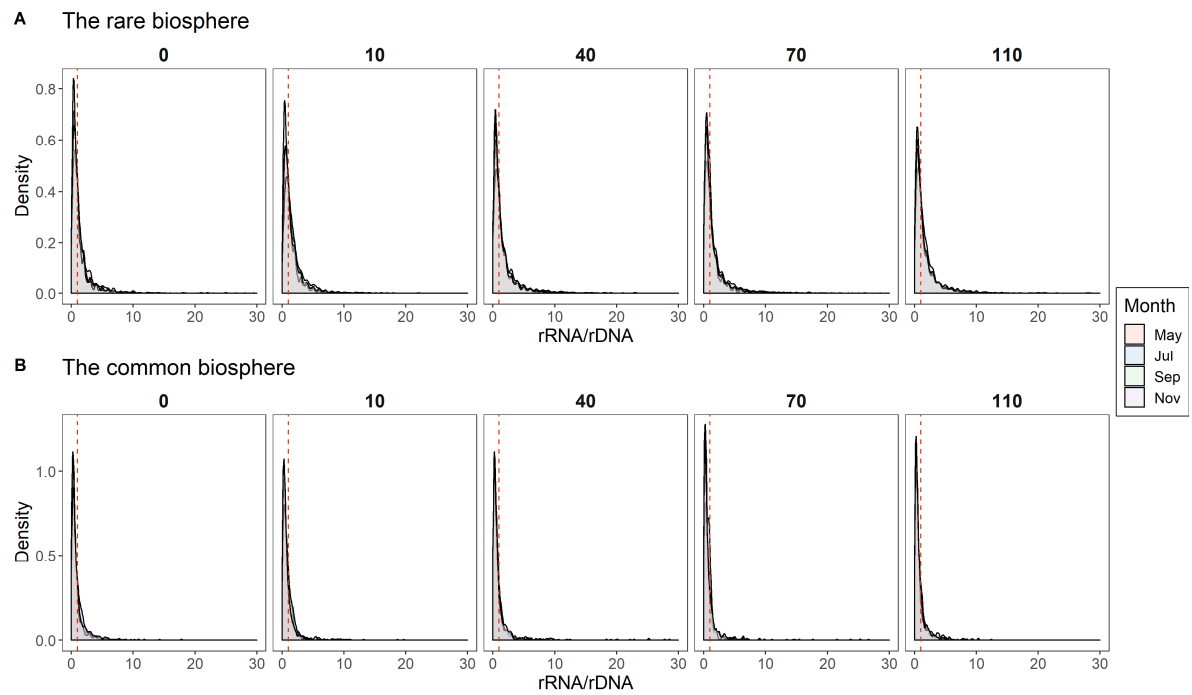 A The rare biosphere
0 10 40 70 110
0.8
0.6
0.4
0.2
0.0
Density
0 10 20 30 0 10 20 30 0 10 20 30 0 10 20 30 0 10 20 30
rRNA/rDNA
B The common biosphere
0 10 40 70 110
1.0
0.5
0.0
Density
0 10 20 30 0 10 20 30 0 10 20 30 0 10 20 30 0 10 20 30
rRNA/rDNA
Month
May
Jul
Sep
Nov